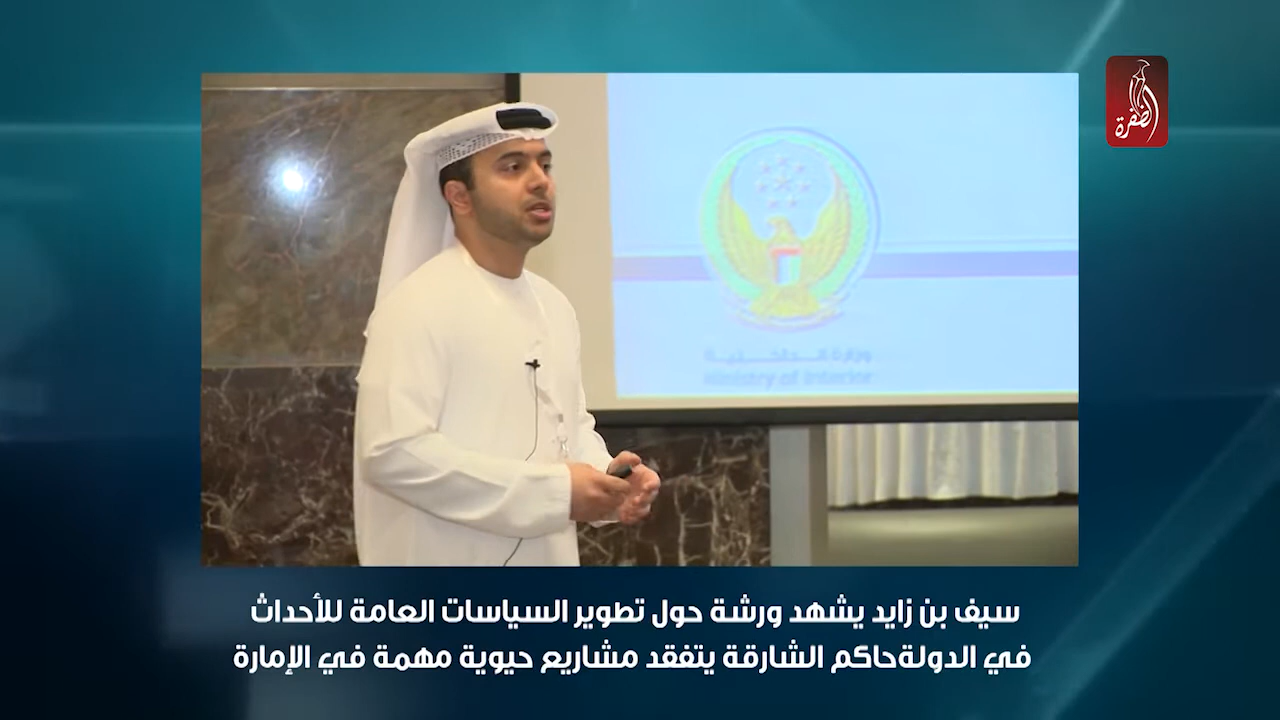 الظفرة
وزارة الداخلية
Ministry of Interior
سيف بن زايد يشهد ورشة حول تطوير السياسات العامة للأحداث
في الدولةحاكم الشارقة يتفقد مشاريع حيوية مهمة في الإمارة